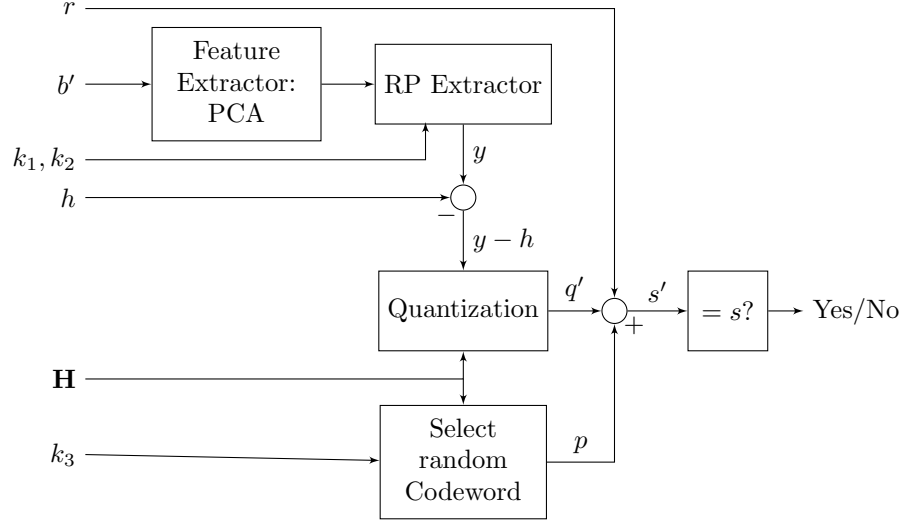 r
Feature
Extractor:
PCA
b′
RP Extractor
k₁, k₂
y
h
−
y − h
Quantization
q′
+
s′
= s?
Yes/No
H
k₃
Select
random
Codeword
p